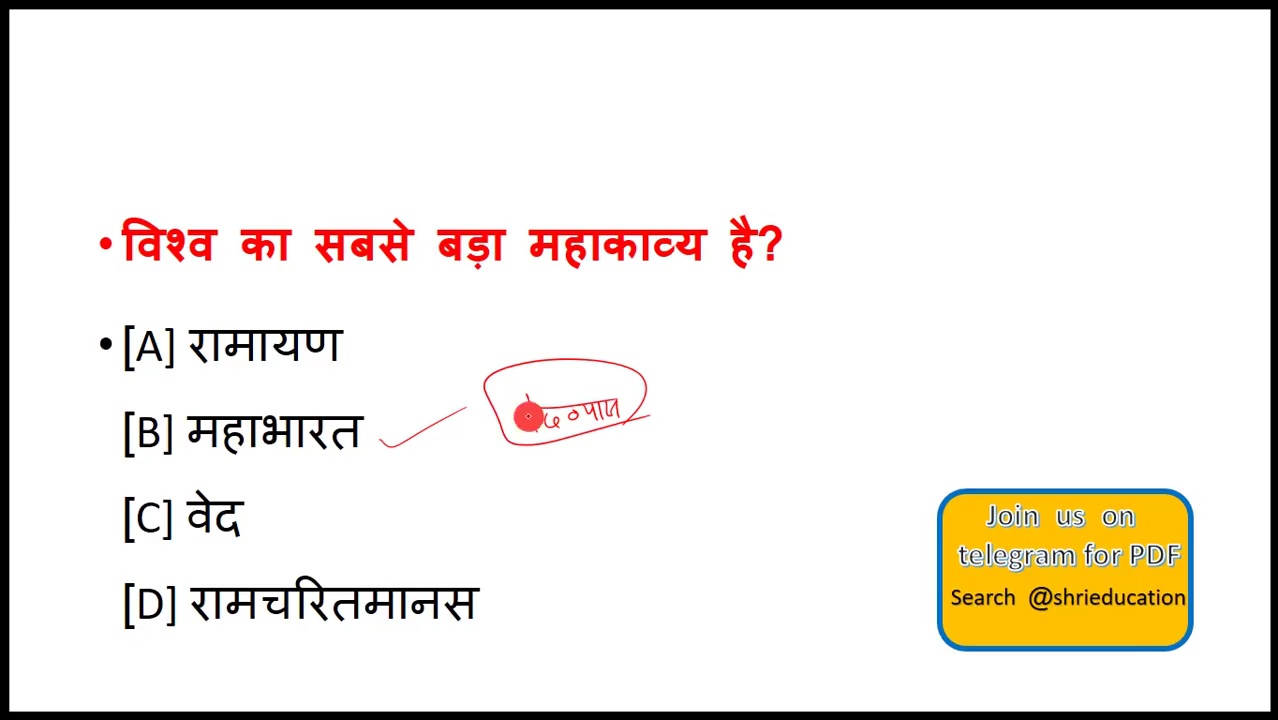 • विश्व का सबसे बड़ा महाकाव्य है?
• [A] रामायण
[B] महाभारत
[C] वेद
[D] रामचरितमानस
Join us on
telegram for PDF
Search @shrieducation